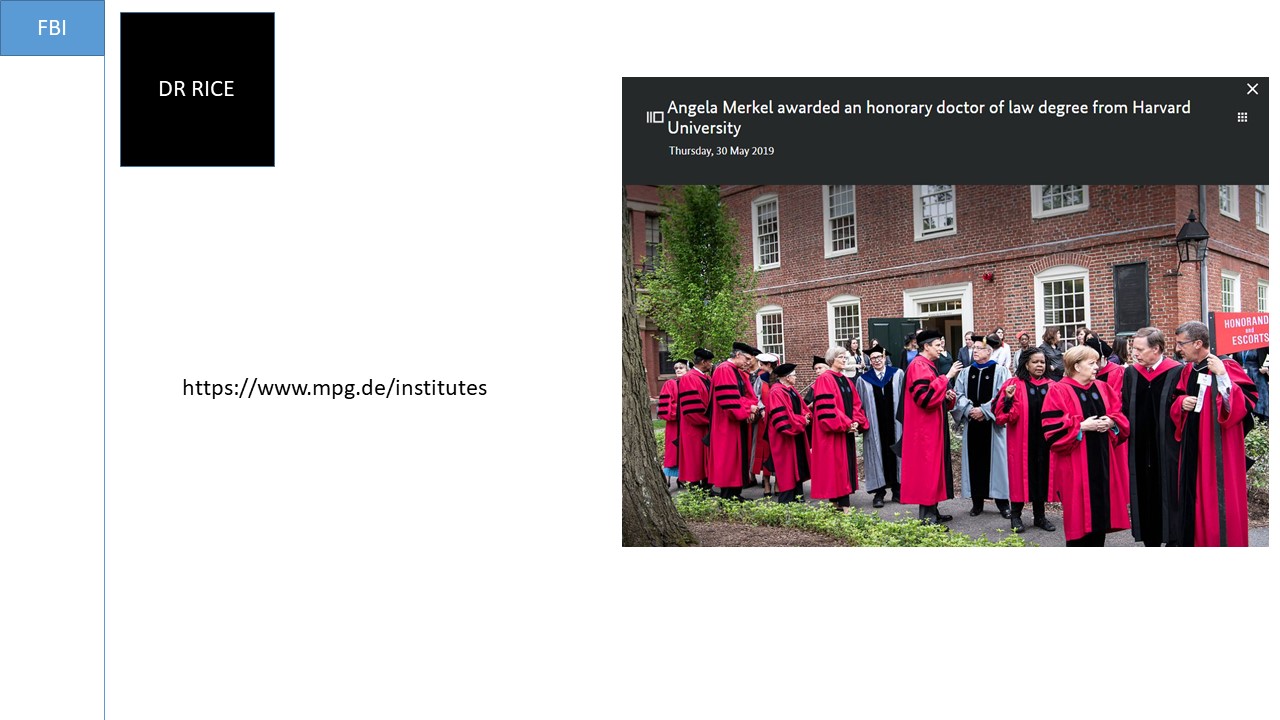 FBI
DR RICE
Angela Merkel awarded an honorary doctor of law degree from Harvard
University
Thursday, 30 May 2019
HONORAND
and
ESCORTS
https://www.mpg.de/institutes